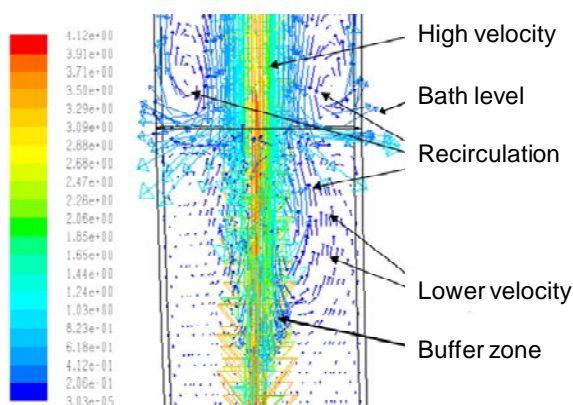 4.12e+00
3.91e+00
3.71e+00
3.50e+00
3.29e+00
3.09e+00
2.88e+00
2.68e+00
2.47e+00
2.26e+00
2.06e+00
1.85e+00
1.65e+00
1.44e+00
1.24e+00
1.03e+00
8.23e-01
6.18e-01
4.12e-01
2.06e-01
3.03e-05
High velocity
Bath level
Recirculation
Lower velocity
Buffer zone